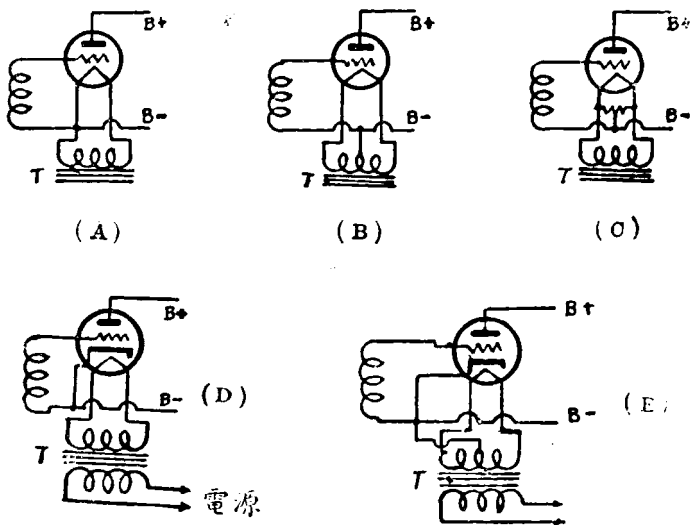 B+ B+ B+
B- B- B-
T T T
(A) (B) (C)
B+ B+
B- (D) B- (E)
T T
電源